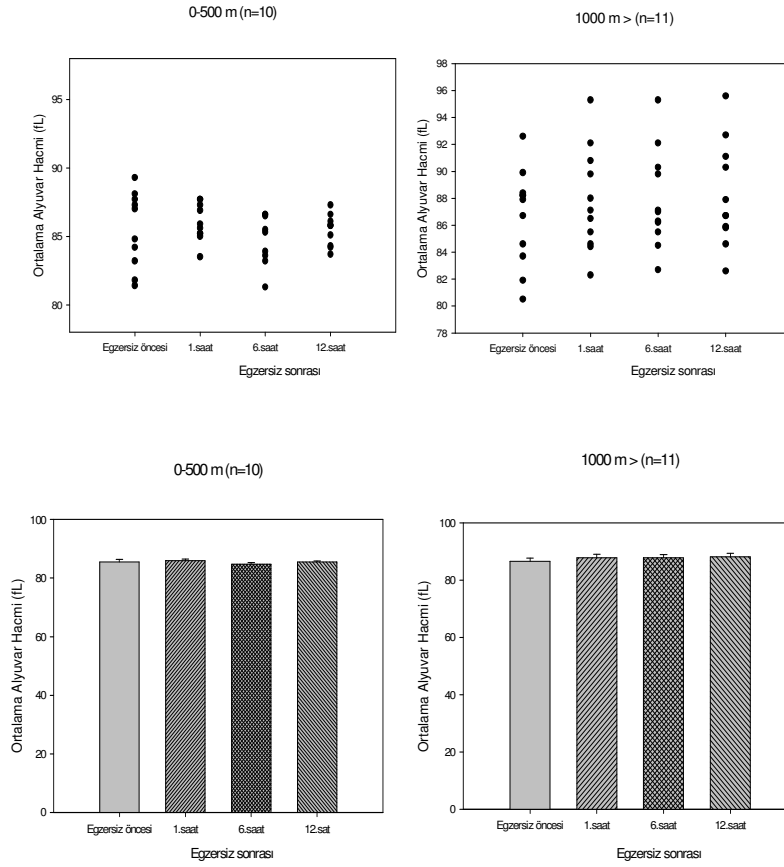 0-500 m (n=10)
Ortalama Alyuvar Hacmi (fL)
95
90
85
80
Egzersiz öncesi 1.saat 6.saat 12.saat
Egzersiz sonrası
1000 m > (n=11)
Ortalama Alyuvar Hacmi (fL)
98
96
94
92
90
88
86
84
82
80
78
Egzersiz öncesi 1.saat 6.saat 12.saat
Egzersiz sonrası
0-500 m (n=10)
Ortalama Alyuvar Hacmi (fL)
100
80
60
40
20
0
Egzersiz öncesi 1.saat 6.saat 12.sat
Egzersiz sonrası
1000 m > (n=11)
Ortalama Alyuvar Hacmi (fL)
100
80
60
40
20
0
Egzersiz öncesi 1.saat 6.saat 12.saat
Egzersiz sonrası